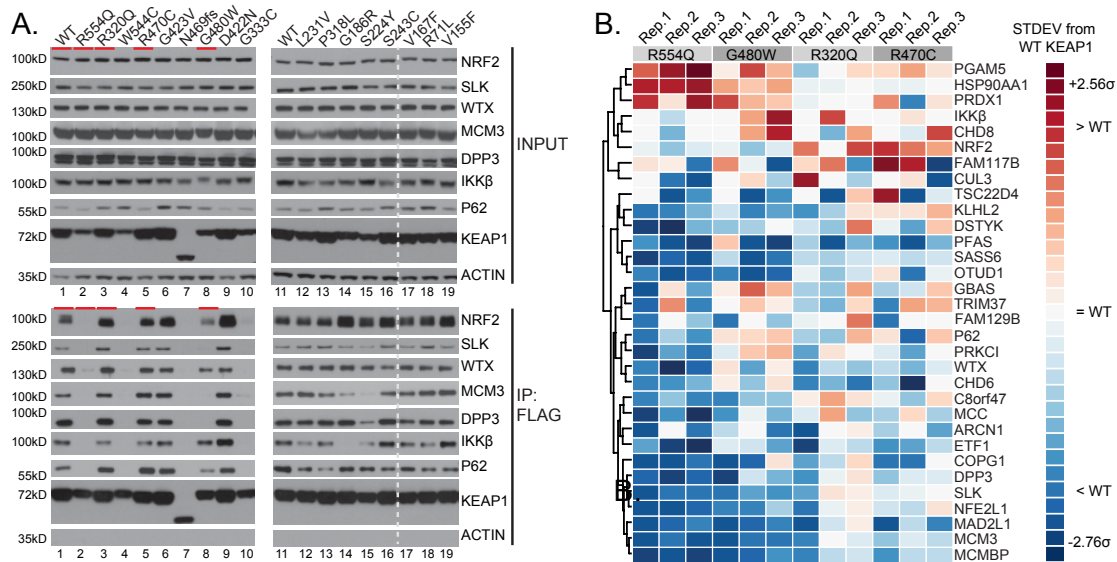 A.
WT R554Q R320Q W544C R470C G423V N469fs G480W D422N G333C
WT L231V P318L G186R S224Y S243C V167F R71L V155F
100kD NRF2
250kD SLK
130kD WTX
100kD MCM3
100kD DPP3
100kD IKKβ
55kD P62
72kD KEAP1
35kD ACTIN
INPUT
1 2 3 4 5 6 7 8 9 10 11 12 13 14 15 16 17 18 19
100kD NRF2
250kD SLK
130kD WTX
100kD MCM3
100kD DPP3
100kD IKKβ
55kD P62
72kD KEAP1
35kD ACTIN
IP:
FLAG
1 2 3 4 5 6 7 8 9 10 11 12 13 14 15 16 17 18 19
B.
Rep.1 Rep.2 Rep.3 Rep.1 Rep.2 Rep.3 Rep.1 Rep.2 Rep.3 Rep.1 Rep.2 Rep.3
R554Q G480W R320Q R470C
PGAM5
HSP90AA1
PRDX1
IKKβ
CHD8
NRF2
FAM117B
CUL3
TSC22D4
KLHL2
DSTYK
PFAS
SASS6
OTUD1
GBAS
TRIM37
FAM129B
P62
PRKCI
WTX
CHD6
C8orf47
MCC
ARCN1
ETF1
COPG1
DPP3
SLK
NFE2L1
MAD2L1
MCM3
MCMBP
B.
STDEV from
WT KEAP1
+2.56σ
> WT
= WT
< WT
-2.76σ